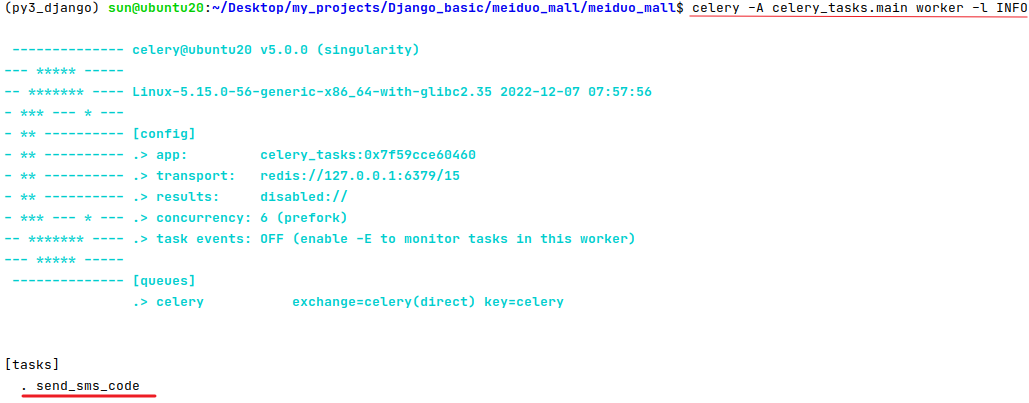 (py3_django) sun@ubuntu20:~/Desktop/my_projects/Django_basic/meiduo_mall/meiduo_mall$ celery -A celery_tasks.main worker -l INFO
 -------------- celery@ubuntu20 v5.0.0 (singularity)
--- ***** -----
-- ******* ---- Linux-5.15.0-56-generic-x86_64-with-glibc2.35 2022-12-07 07:57:56
- *** --- * ---
- ** ---------- [config]
- ** ---------- .> app:         celery_tasks:0x7f59cce60460
- ** ---------- .> transport:   redis://127.0.0.1:6379/15
- ** ---------- .> results:     disabled://
- *** --- * --- .> concurrency: 6 (prefork)
-- ******* ---- .> task events: OFF (enable -E to monitor tasks in this worker)
--- ***** -----
 -------------- [queues]
                .> celery           exchange=celery(direct) key=celery
[tasks]
  . send_sms_code